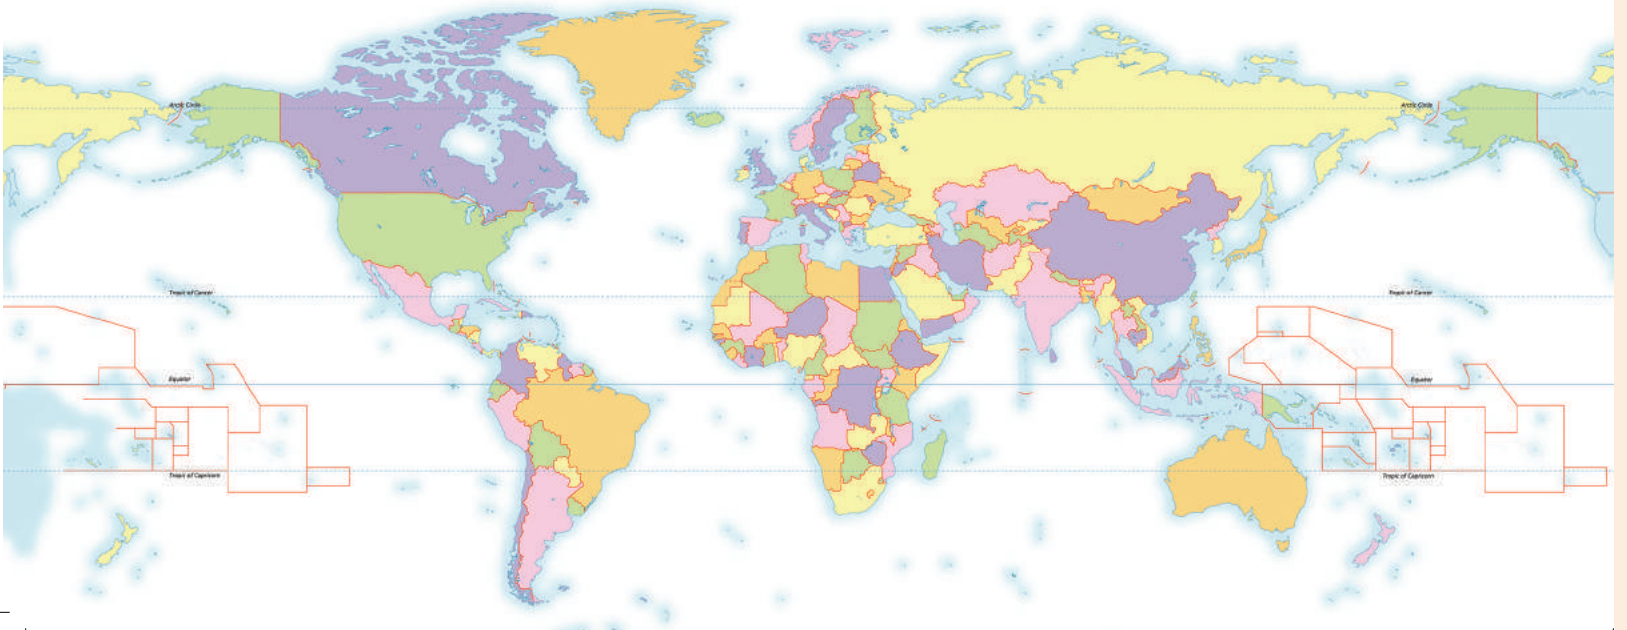 Arctic Circle
Arctic Circle
Tropic of Cancer
Tropic of Cancer
Equator
Equator
Tropic of Capricorn
Tropic of Capricorn